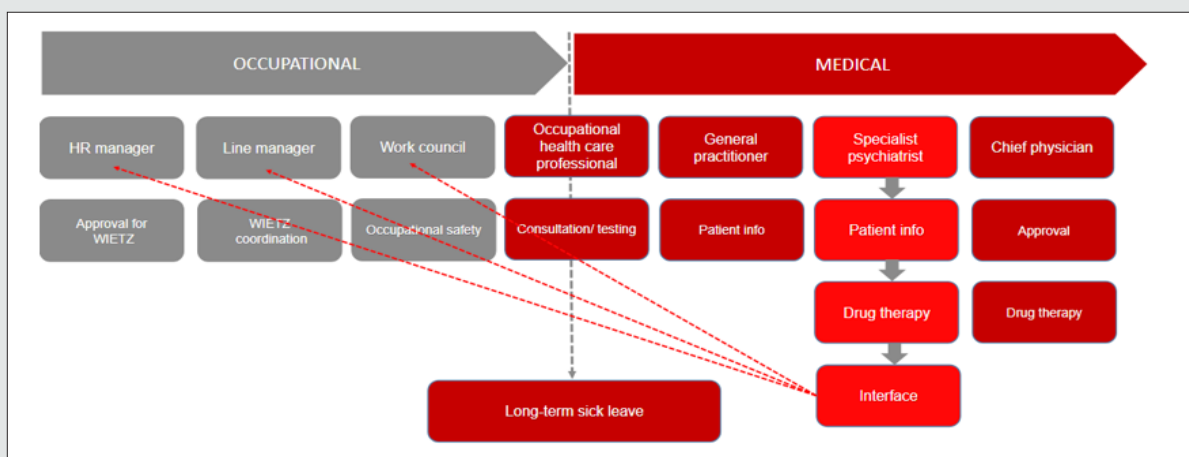 OCCUPATIONAL
MEDICAL
HR manager
Line manager
Work council
Occupational
health care
professional
General
practitioner
Specialist
psychiatrist
Chief physician
Approval for
WIETZ
WIETZ
coordination
Occupational safety
Consultation/ testing
Patient info
Patient info
Approval
Drug therapy
Drug therapy
Interface
Long-term sick leave